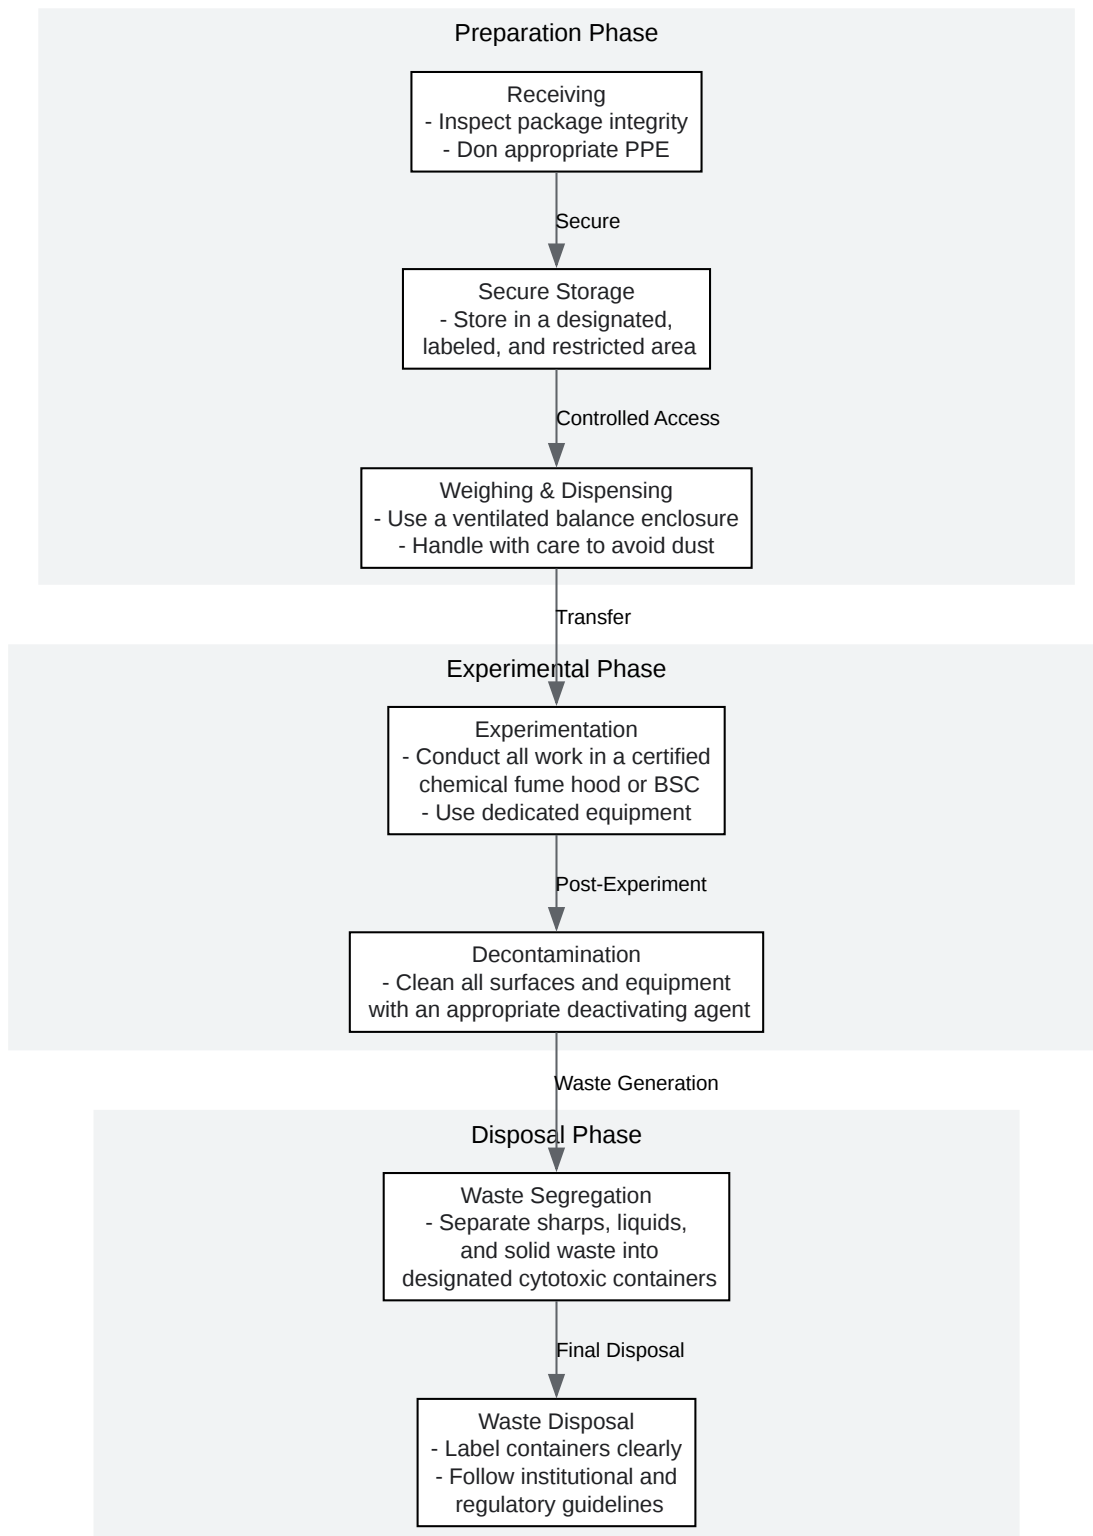 Preparation Phase
Receiving
- Inspect package integrity
- Don appropriate PPE
Secure
Secure Storage
- Store in a designated,
labeled, and restricted area
Controlled Access
Weighing & Dispensing
- Use a ventilated balance enclosure
- Handle with care to avoid dust
Transfer
Experimental Phase
Experimentation
- Conduct all work in a certified
chemical fume hood or BSC
- Use dedicated equipment
Post-Experiment
Decontamination
- Clean all surfaces and equipment
with an appropriate deactivating agent
Waste Generation
Disposal Phase
Waste Segregation
- Separate sharps, liquids,
and solid waste into
designated cytotoxic containers
Final Disposal
Waste Disposal
- Label containers clearly
- Follow institutional and
regulatory guidelines